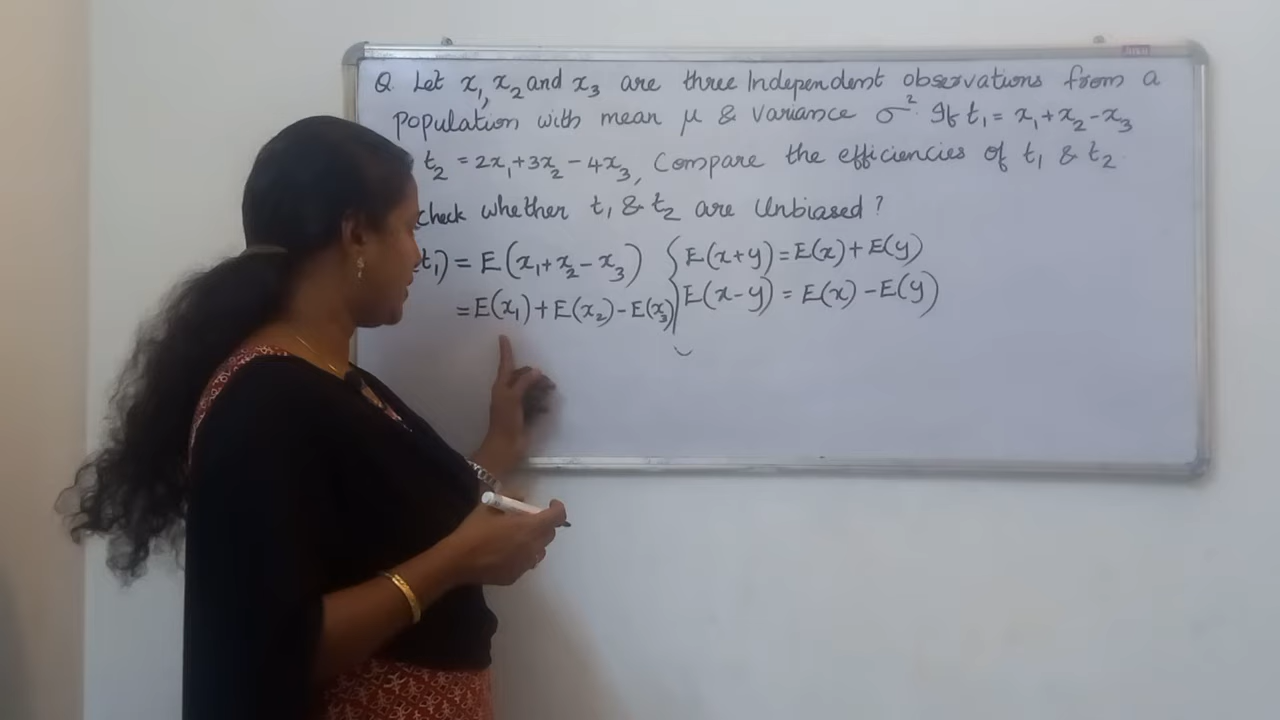 Q. Let x₁, x₂ and x₃ are three Independent observations from a
population with mean μ & variance σ². If t₁ = x₁ + x₂ - x₃
t₂ = 2x₁ + 3x₂ - 4x₃, Compare the efficiencies of t₁ & t₂.
check whether t₁ & t₂ are Unbiased?
t₁) = E(x₁ + x₂ - x₃) { E(x+y) = E(x) + E(y)
= E(x₁) + E(x₂) - E(x₃) E(x-y) = E(x) - E(y)